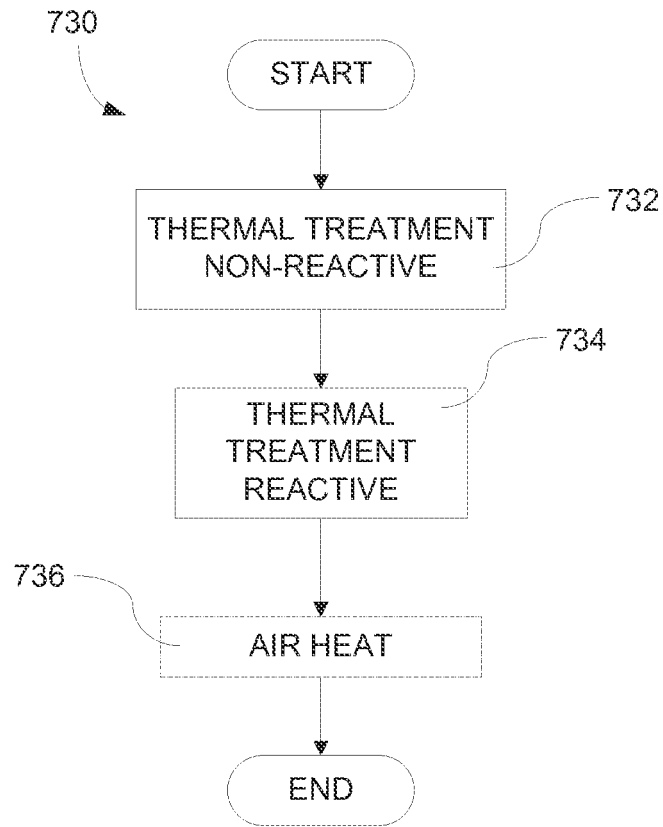 730
START
THERMAL TREATMENT
NON-REACTIVE
732
734
THERMAL
TREATMENT
REACTIVE
736
AIR HEAT
END